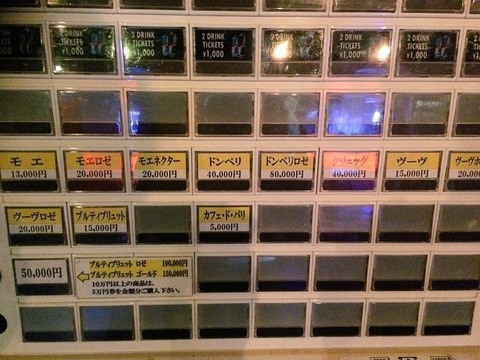 2 DRINK TICKETS ¥1,000
2 DRINK TICKETS ¥1,000
2 DRINK TICKETS ¥1,000
2 DRINK TICKETS ¥1,000
2 DRINK TICKETS ¥1,000
2 DRINK TICKETS ¥1,000
モエ 13,000円
モエロゼ 20,000円
モエネクター 20,000円
ドンペリ 40,000円
ドンペリロゼ 80,000円
クリュッグ 40,000円
ヴーヴ 15,000円
ヴーヴロゼ 20,000円
ブルティブリュット 15,000円
カフェ・ド・パリ 5,000円
50,000円
ブルティブリュット ロゼ 100,000円
ブルティブリュット ゴールド 150,000円
10万円以上の商品は、
5万円券を金額分ご購入下さい。